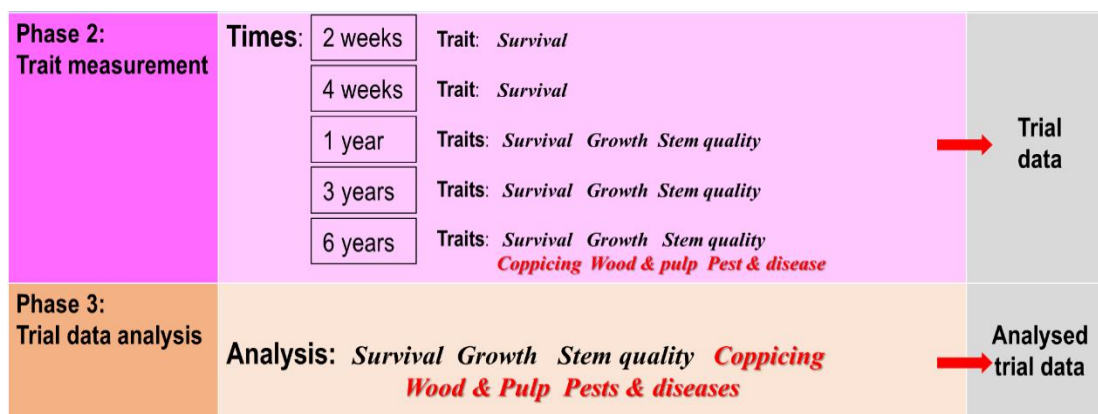 Phase 2:
Trait measurement
Times: 2 weeks Trait: Survival
4 weeks Trait: Survival
1 year Traits: Survival Growth Stem quality
3 years Traits: Survival Growth Stem quality
6 years Traits: Survival Growth Stem quality
Coppicing Wood & pulp Pest & disease
Trial
data
Phase 3:
Trial data analysis
Analysis: Survival Growth Stem quality Coppicing
Wood & Pulp Pests & diseases
Analysed
trial data